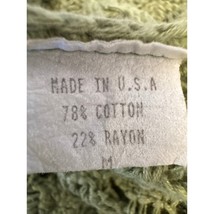 MADE IN U.S.A
78% COTTON
22% RAYON
M